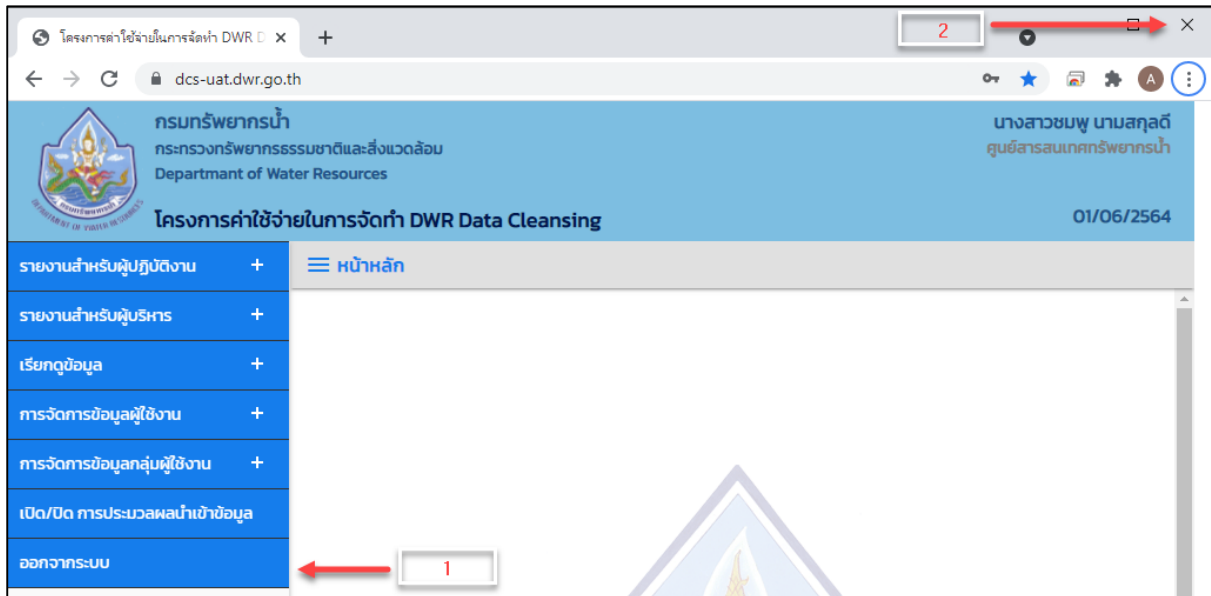 โครงการค่าใช้จ่ายในการจัดทำ DWR D
2
dcs-uat.dwr.go.th
A
กรมทรัพยากรน้ำ
กระทรวงทรัพยากรธรรมชาติและสิ่งแวดล้อม
Departmant of Water Resources
โครงการค่าใช้จ่ายในการจัดทำ DWR Data Cleansing
นางสาวชมพู นามสกุลดี
ศูนย์สารสนเทศทรัพยากรน้ำ
01/06/2564
DEPARTMENT OF WATER RESOURCES
รายงานสำหรับผู้ปฏิบัติงาน +
หน้าหลัก
รายงานสำหรับผู้บริหาร +
เรียกดูข้อมูล +
การจัดการข้อมูลผู้ใช้งาน +
การจัดการข้อมูลกลุ่มผู้ใช้งาน +
เปิด/ปิด การประมวลผลนำเข้าข้อมูล
ออกจากระบบ
1